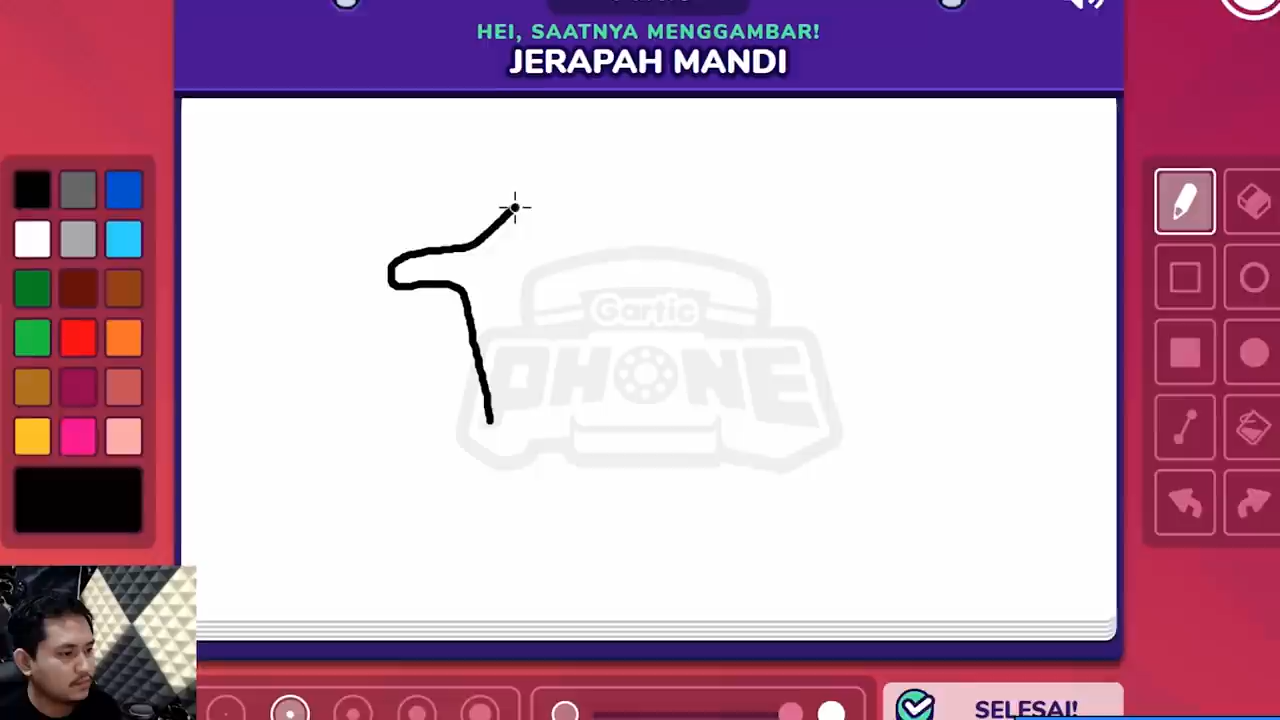 HEI, SAATNYA MENGGAMBAR!
JERAPAH MANDI
Gartic
PHONE
SELESAI!